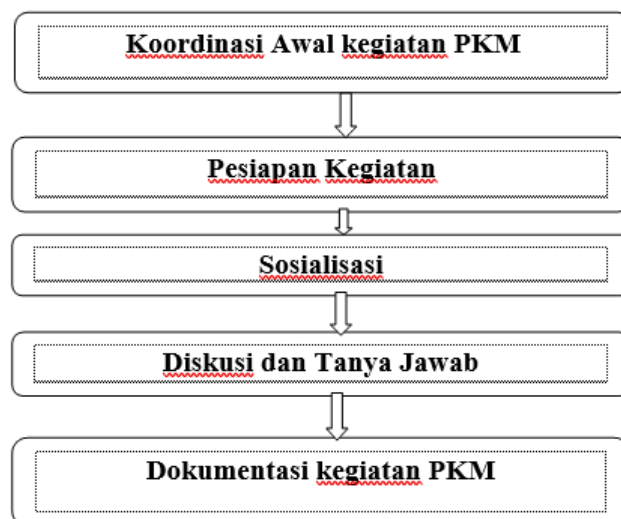 Koordinasi Awal kegiatan PKM
Pesiapan Kegiatan
Sosialisasi
Diskusi dan Tanya Jawab
Dokumentasi kegiatan PKM